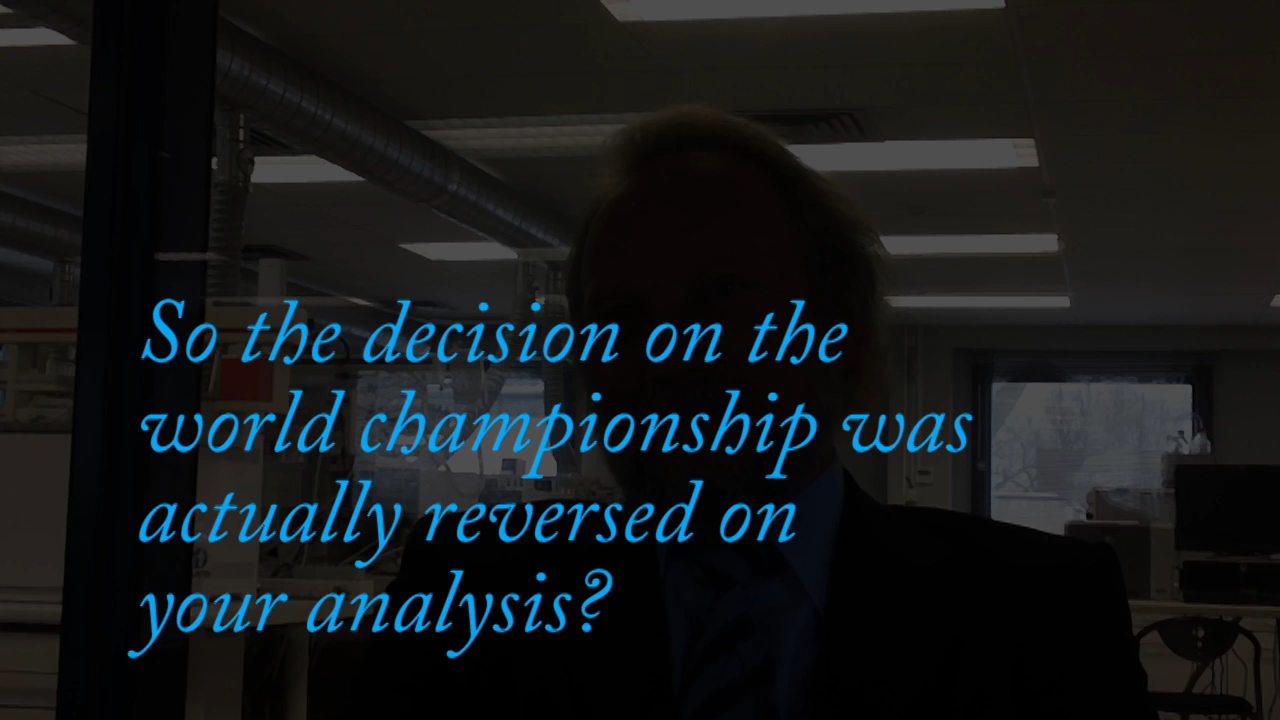 So the decision on the
world championship was
actually reversed on
your analysis?